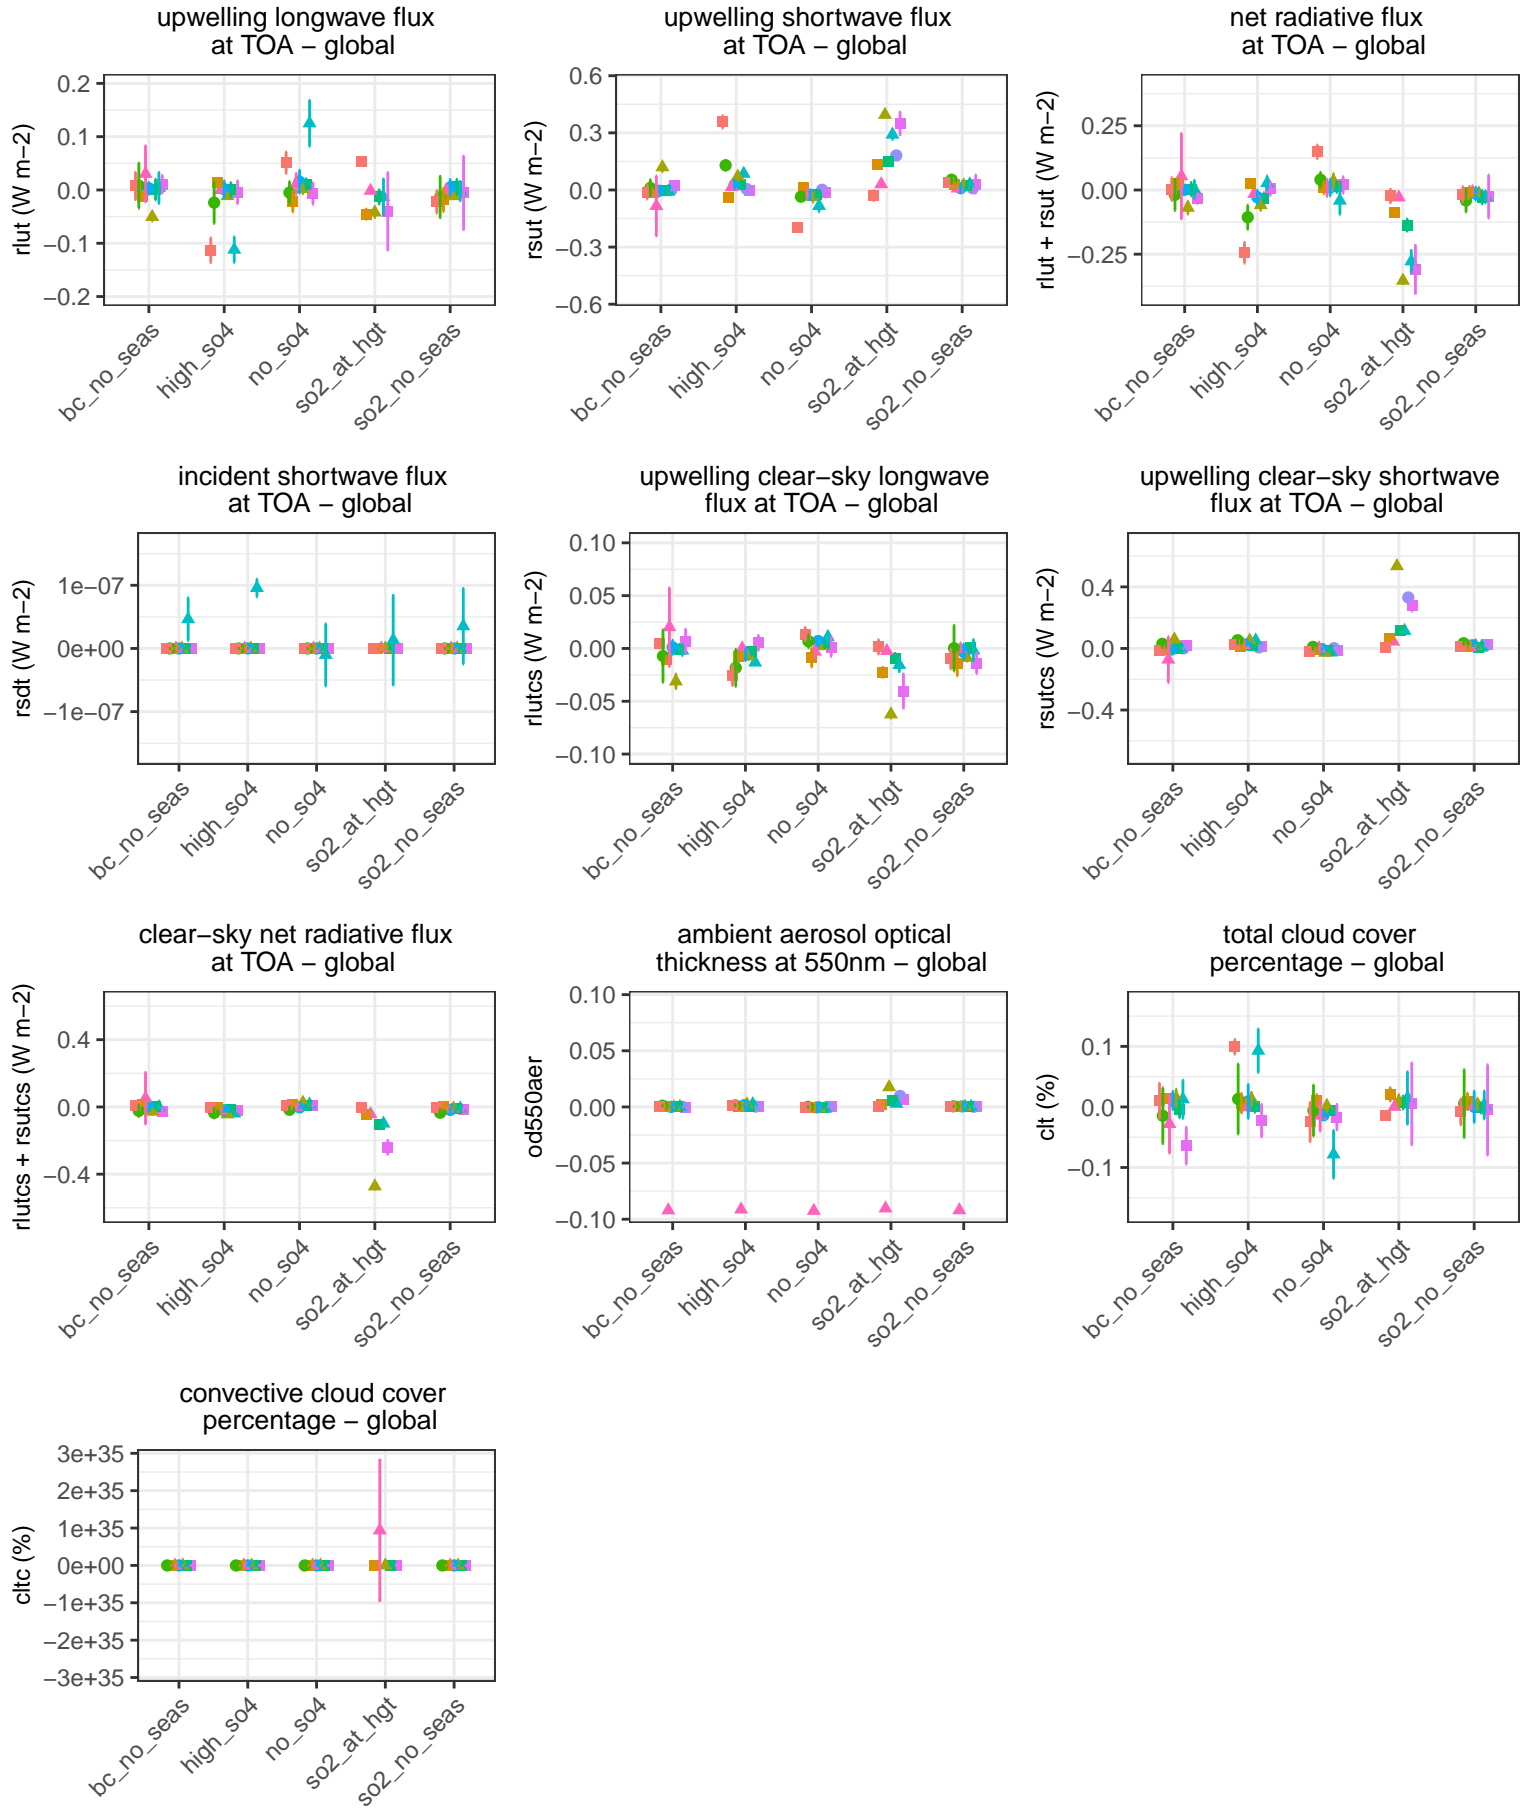 upwelling longwave flux
at TOA − global
rlut (W m−2)
0.2
0.1
0.0
−0.1
−0.2
bc_no_seas
high_so4
no_so4
so2_at_hgt
so2_no_seas
upwelling shortwave flux
at TOA − global
rsut (W m−2)
0.6
0.3
0.0
−0.3
−0.6
bc_no_seas
high_so4
no_so4
so2_at_hgt
so2_no_seas
net radiative flux
at TOA − global
rlut + rsut (W m−2)
0.25
0.00
−0.25
bc_no_seas
high_so4
no_so4
so2_at_hgt
so2_no_seas
incident shortwave flux
at TOA − global
rsdt (W m−2)
1e−07
0e+00
−1e−07
bc_no_seas
high_so4
no_so4
so2_at_hgt
so2_no_seas
upwelling clear−sky longwave
flux at TOA − global
rlutcs (W m−2)
0.10
0.05
0.00
−0.05
−0.10
bc_no_seas
high_so4
no_so4
so2_at_hgt
so2_no_seas
upwelling clear−sky shortwave
flux at TOA − global
rsutcs (W m−2)
0.4
0.0
−0.4
bc_no_seas
high_so4
no_so4
so2_at_hgt
so2_no_seas
clear−sky net radiative flux
at TOA − global
rlutcs + rsutcs (W m−2)
0.4
0.0
−0.4
bc_no_seas
high_so4
no_so4
so2_at_hgt
so2_no_seas
ambient aerosol optical
thickness at 550nm − global
od550aer
0.10
0.05
0.00
−0.05
−0.10
bc_no_seas
high_so4
no_so4
so2_at_hgt
so2_no_seas
total cloud cover
percentage − global
clt (%)
0.1
0.0
−0.1
bc_no_seas
high_so4
no_so4
so2_at_hgt
so2_no_seas
convective cloud cover
percentage − global
cltc (%)
3e+35
2e+35
1e+35
0e+00
−1e+35
−2e+35
−3e+35
bc_no_seas
high_so4
no_so4
so2_at_hgt
so2_no_seas